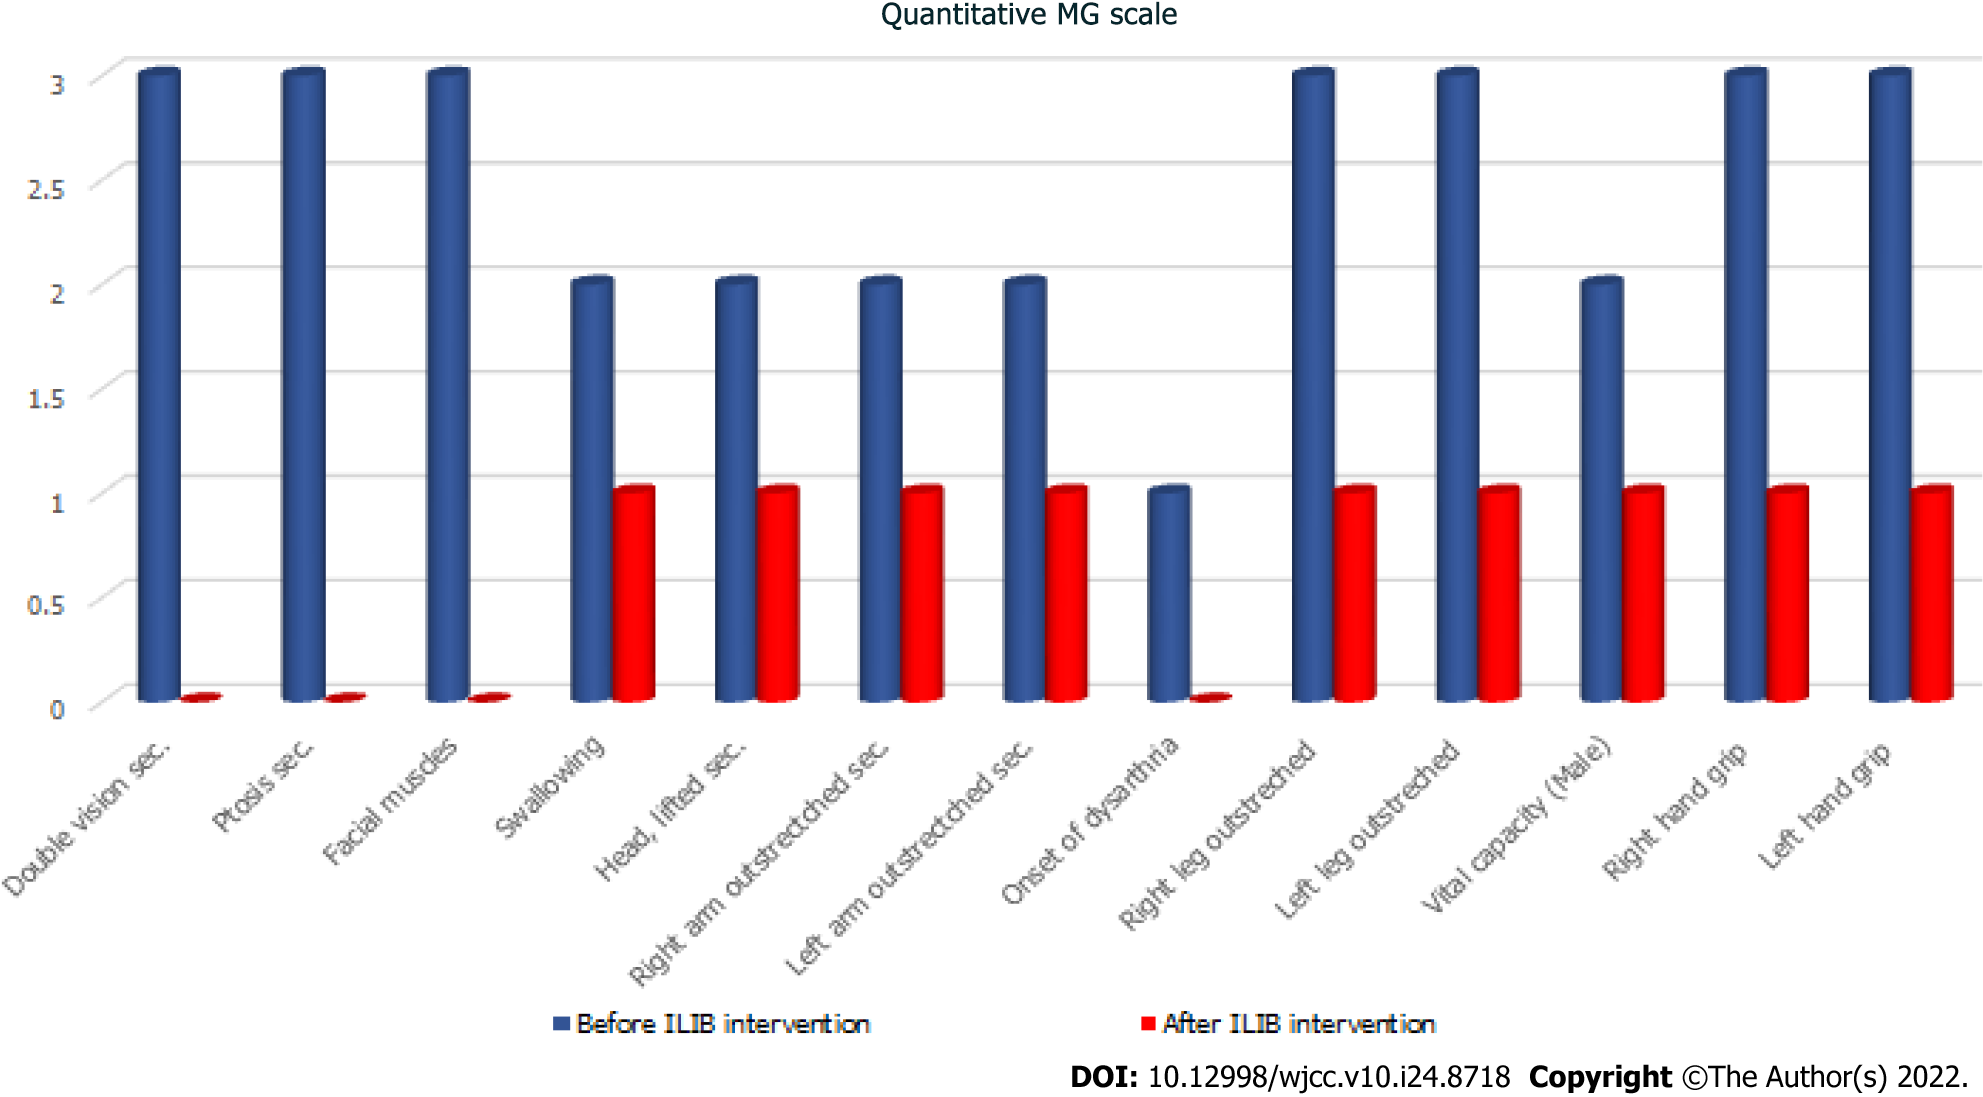 Quantitative MG scale
3
2.5
2
1.5
1
0.5
0
Double vision sec.
Ptosis sec.
Facial muscles
Swallowing
Head, lifted sec.
Right arm outstrectched sec.
Left arm outstrectched sec.
Onset of dysarthria
Right leg outstreched
Left leg outstreched
Vital capacity (Male)
Right hand grip
Left hand grip
Before ILIB intervention
After ILIB intervention
DOI: 10.12998/wjcc.v10.i24.8718 Copyright ©The Author(s) 2022.